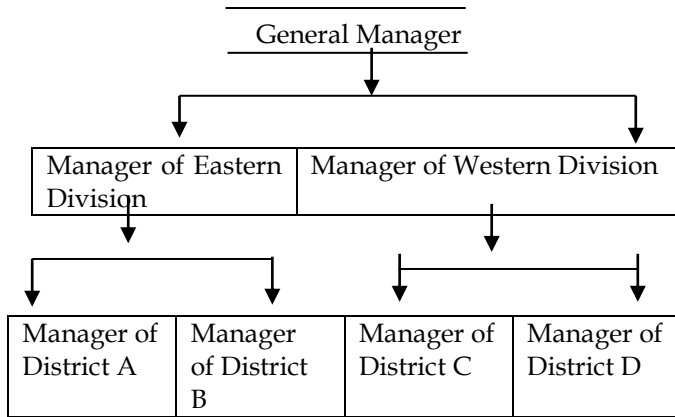 General Manager
Manager of Eastern
Division
Manager of Western Division
Manager of
District A
Manager
of District
B
Manager of
District C
Manager of
District D